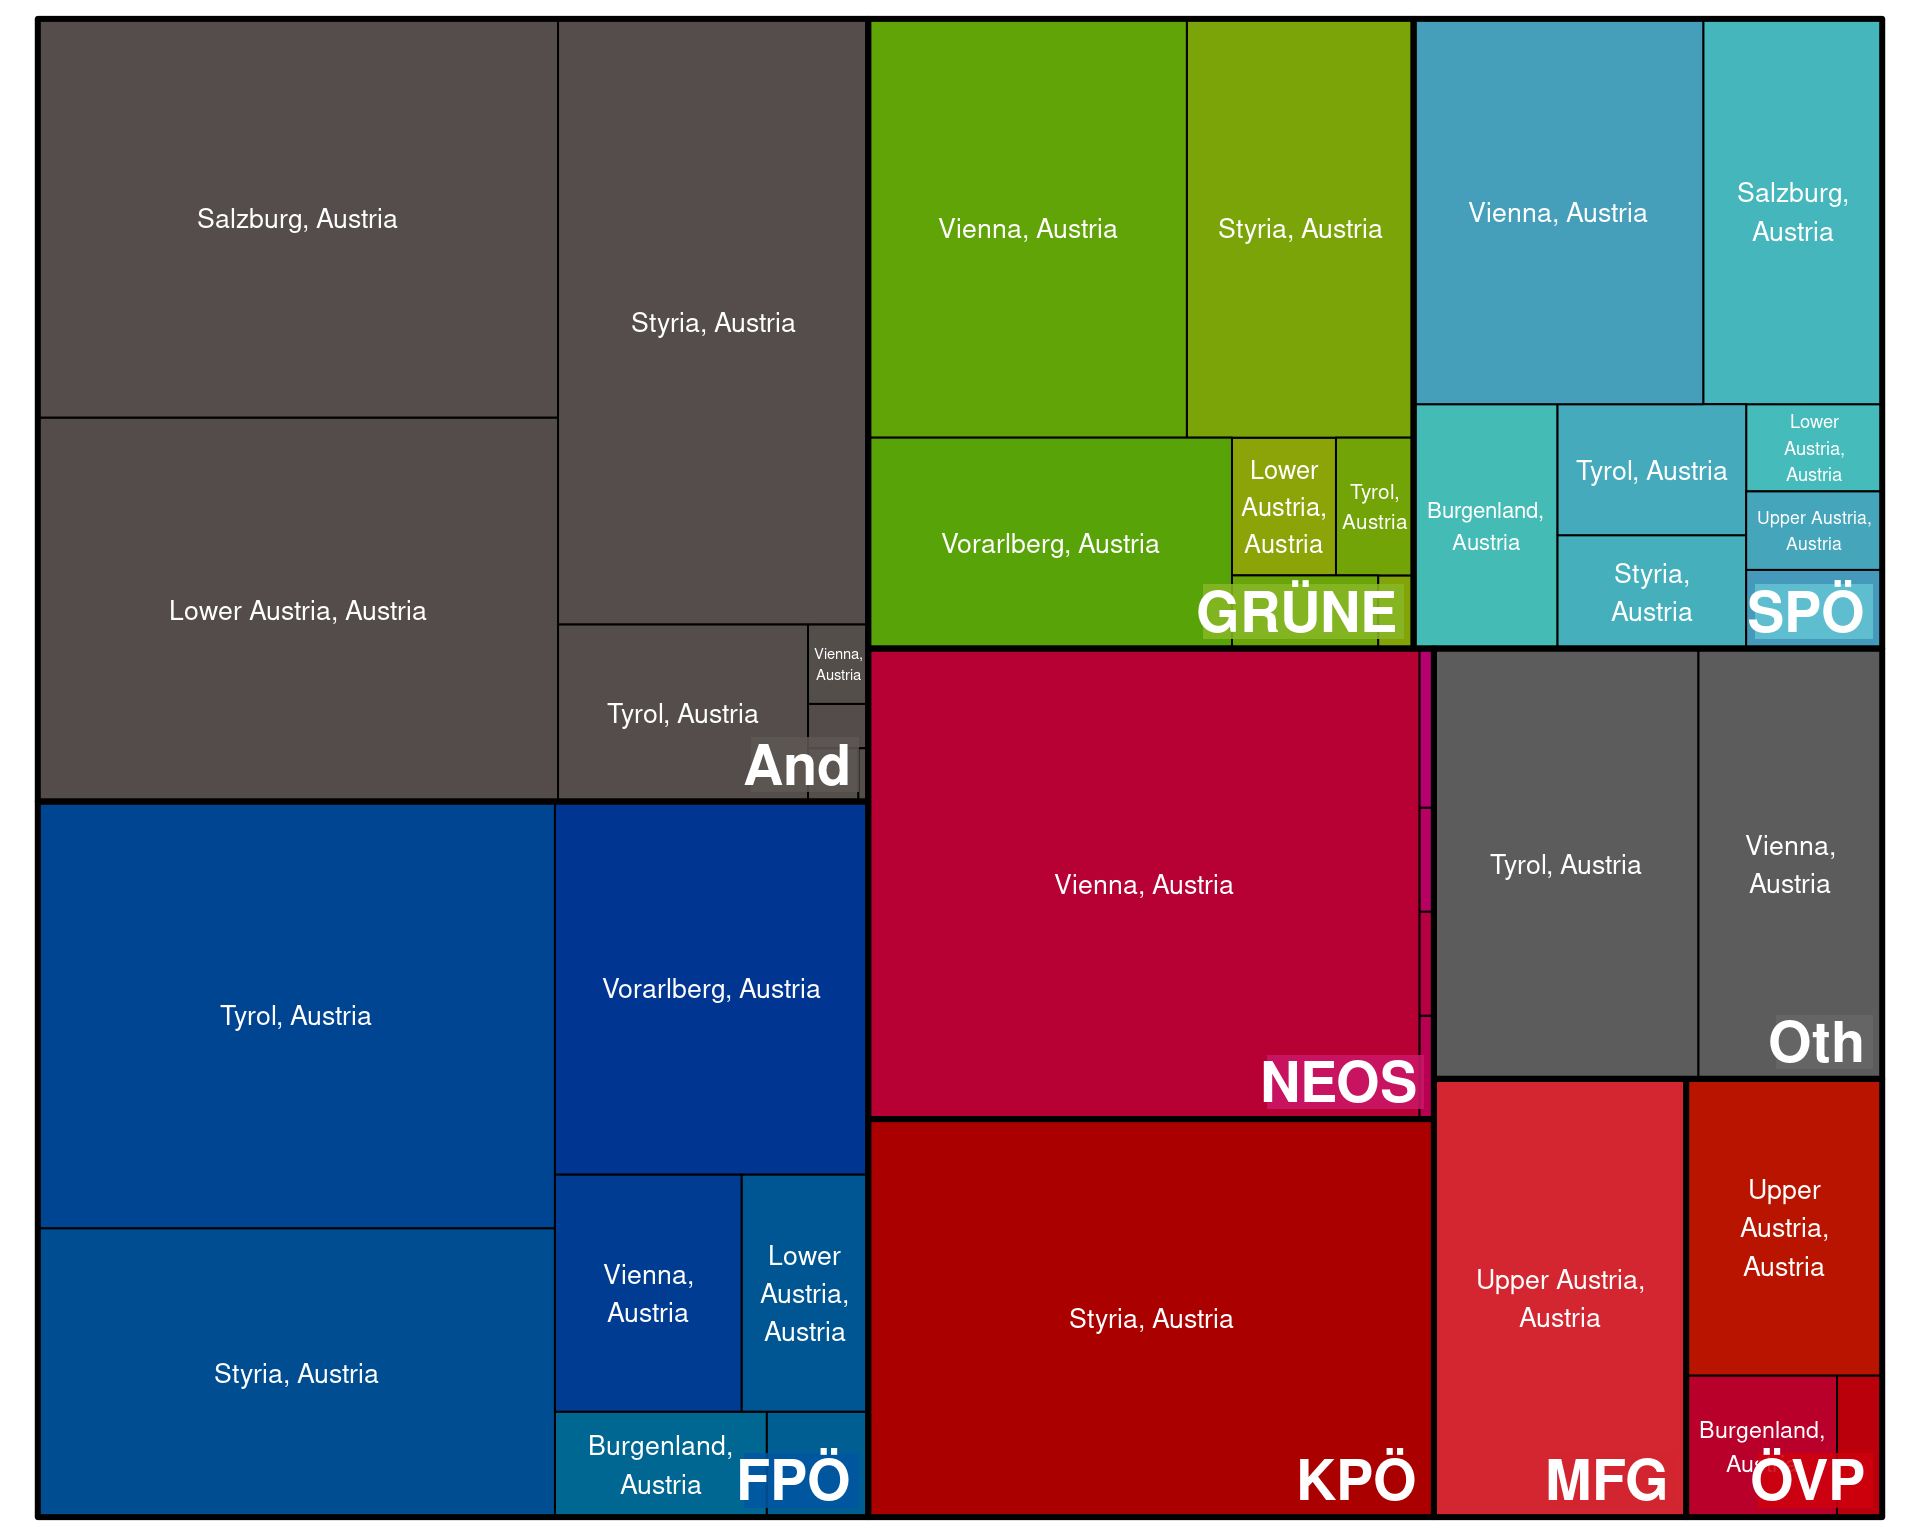 Salzburg, Austria
Styria, Austria
Lower Austria, Austria
Tyrol, Austria
Vienna,
Austria
And
Vienna, Austria
Styria, Austria
Vorarlberg, Austria
Lower
Austria,
Austria
Tyrol,
Austria
GRÜNE
Vienna, Austria
Salzburg,
Austria
Burgenland,
Austria
Tyrol, Austria
Styria,
Austria
Lower
Austria,
Austria
Upper Austria,
Austria
SPÖ
Tyrol, Austria
Styria, Austria
Vorarlberg, Austria
Vienna,
Austria
Lower
Austria,
Austria
Burgenland,
Austria
FPÖ
Vienna, Austria
NEOS
Tyrol, Austria
Vienna,
Austria
Oth
Styria, Austria
KPÖ
Upper Austria,
Austria
MFG
Upper
Austria,
Austria
Burgenland,
ÖVP